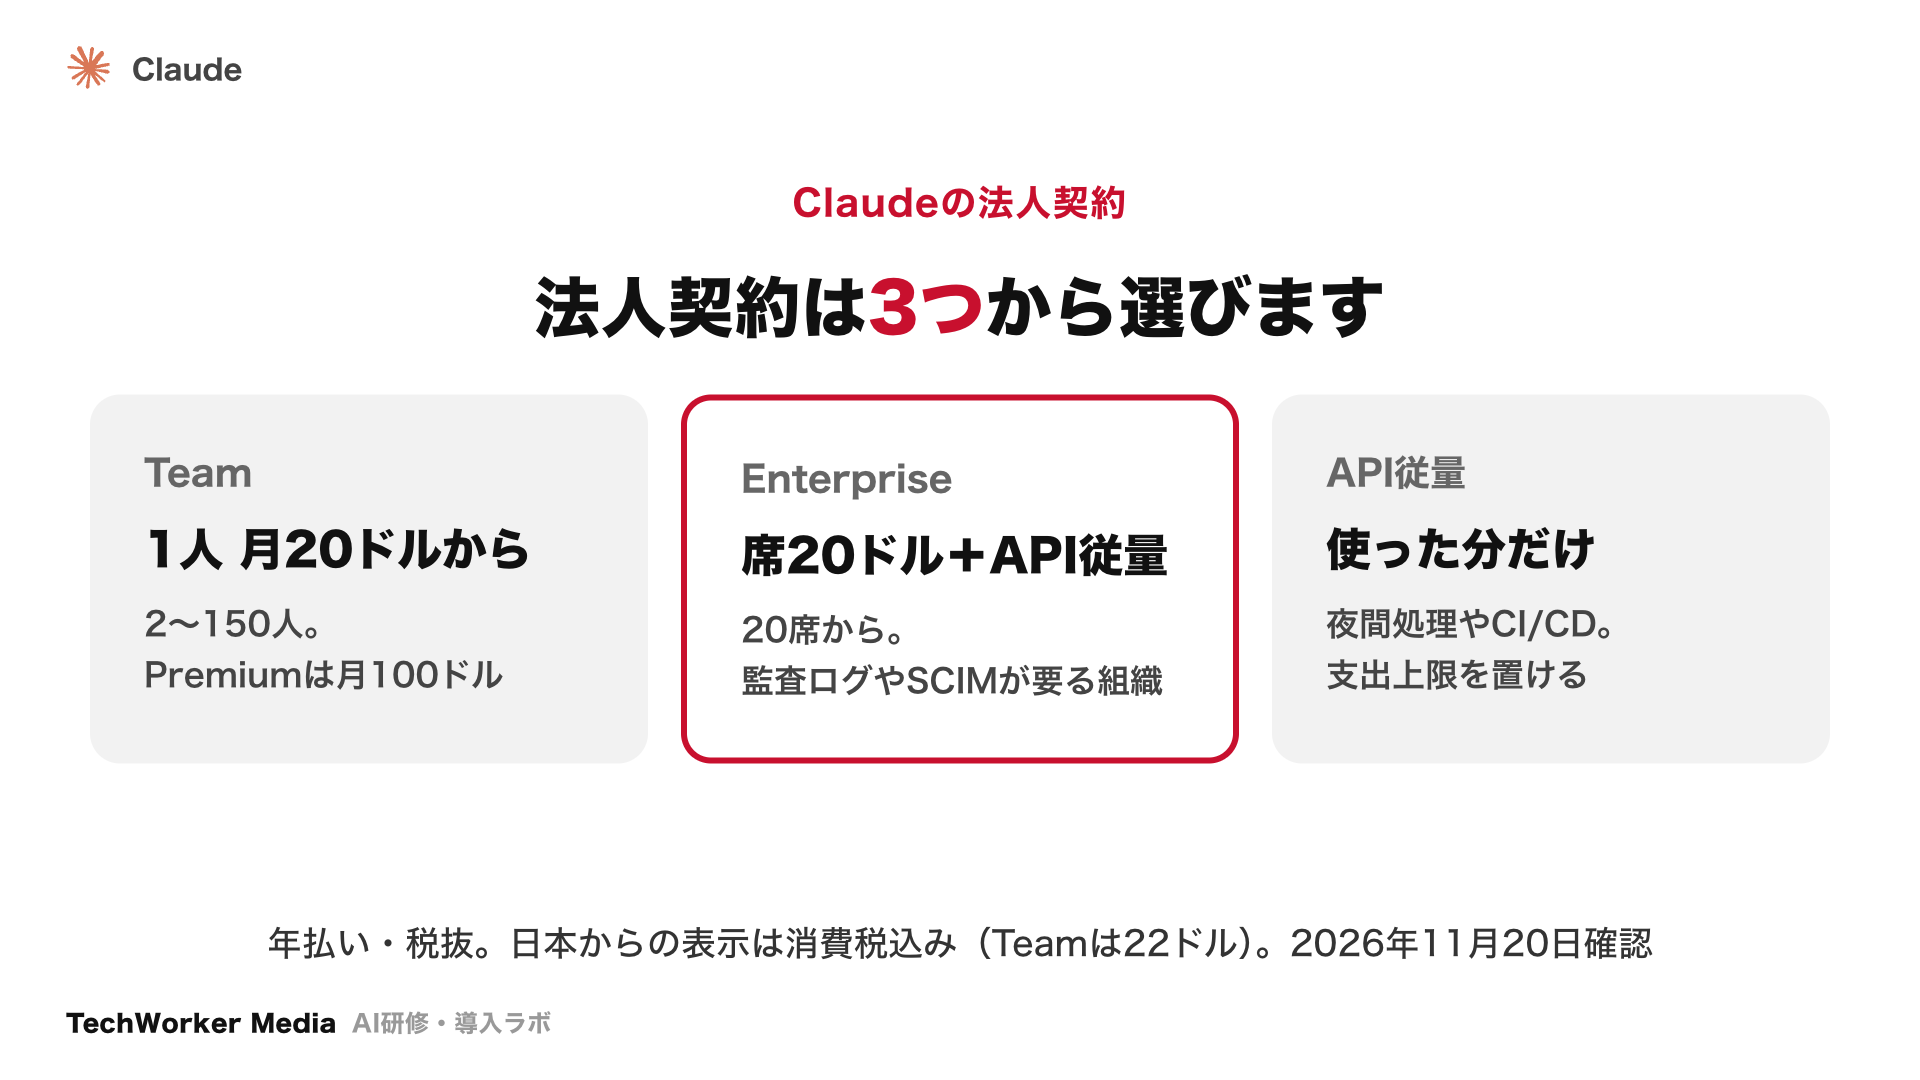 Claude
Claudeの法人契約
法人契約は3つから選びます
Team
1人 月20ドルから
2〜150人。
Premiumは月100ドル
Enterprise
席20ドル＋API従量
20席から。
監査ログやSCIMが要る組織
API従量
使った分だけ
夜間処理やCI/CD。
支出上限を置ける
年払い・税抜。日本からの表示は消費税込み（Teamは22ドル）。2026年11月20日確認
TechWorker Media AI研修・導入ラボ